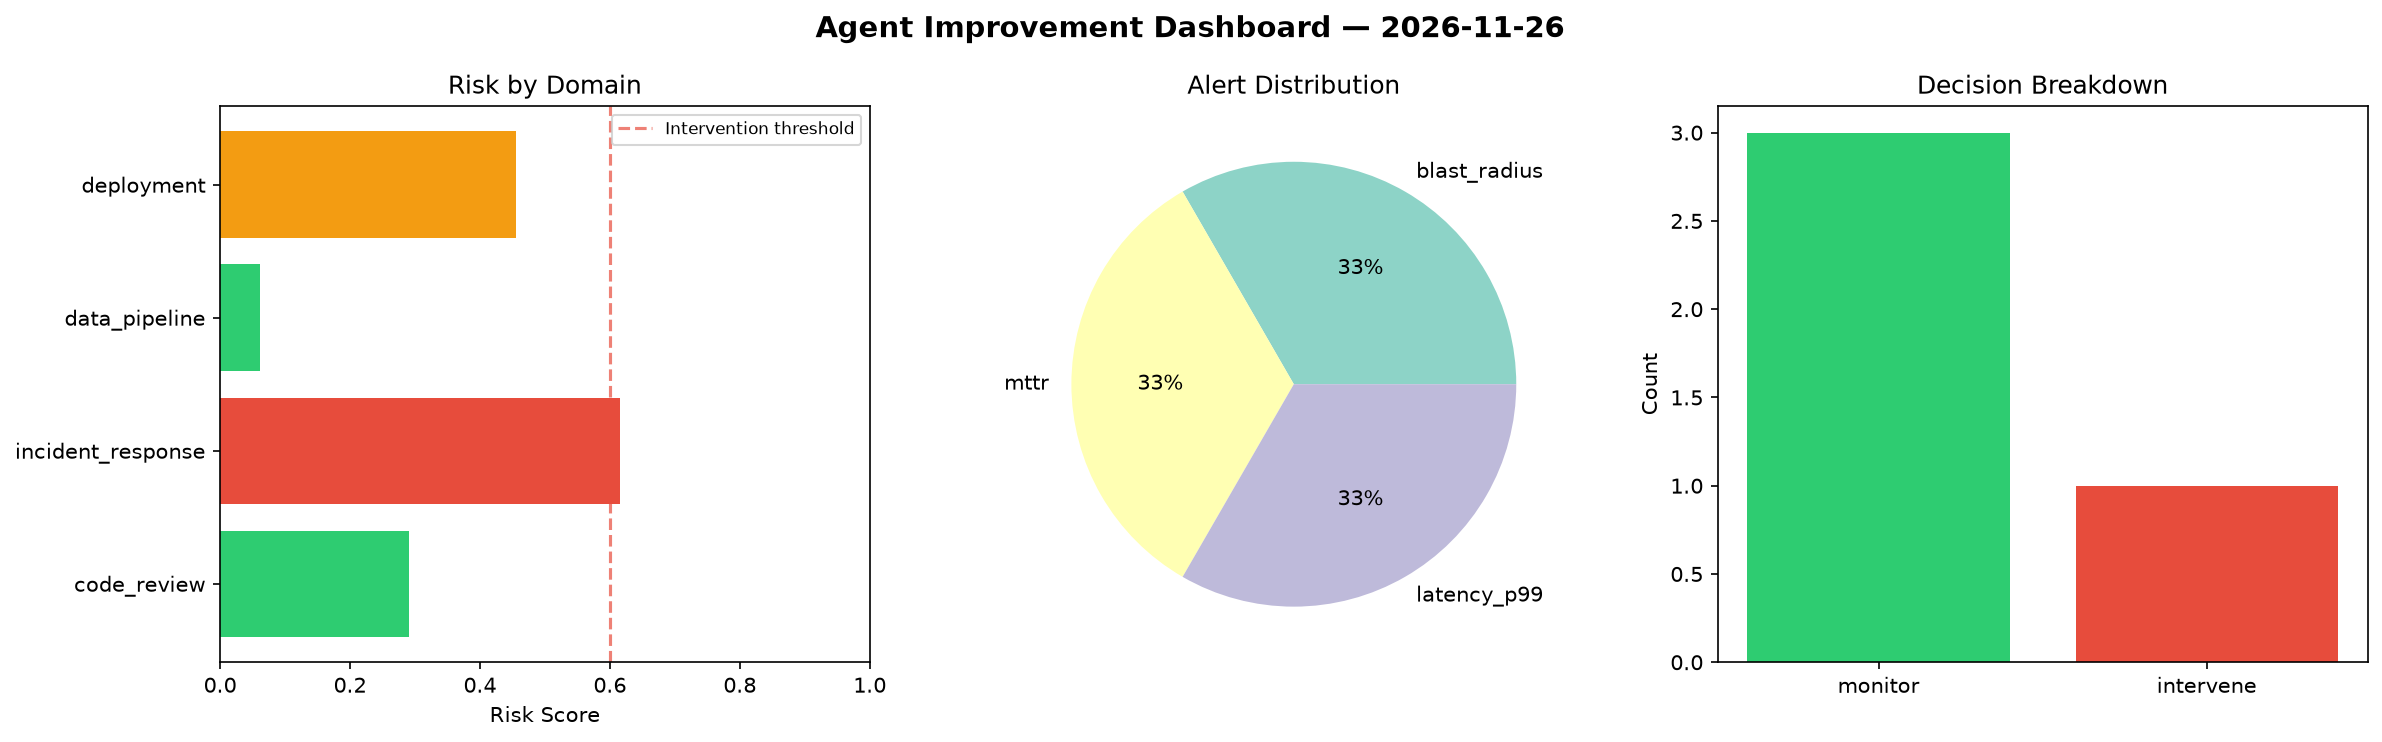 Agent Improvement Dashboard — 2026-11-26
Risk by Domain
Intervention threshold
deployment
data_pipeline
incident_response
code_review
0.0 0.2 0.4 0.6 0.8 1.0
Risk Score
Alert Distribution
blast_radius
33%
mttr
33%
33%
latency_p99
Decision Breakdown
3.0
2.5
2.0
1.5
1.0
0.5
0.0
Count
monitor intervene